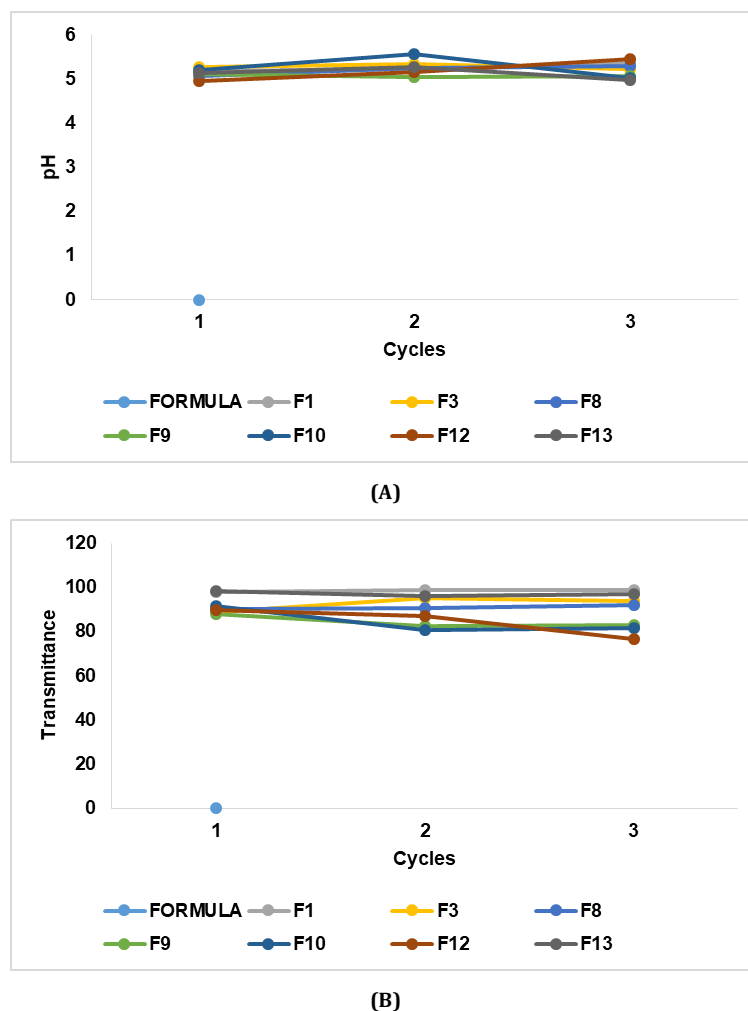 6
5
4
3
2
1
0
pH
1 2 3
Cycles
FORMULA F1 F3 F8
F9 F10 F12 F13
(A)
120
100
80
60
40
20
0
Transmittance
1 2 3
Cycles
FORMULA F1 F3 F8
F9 F10 F12 F13
(B)